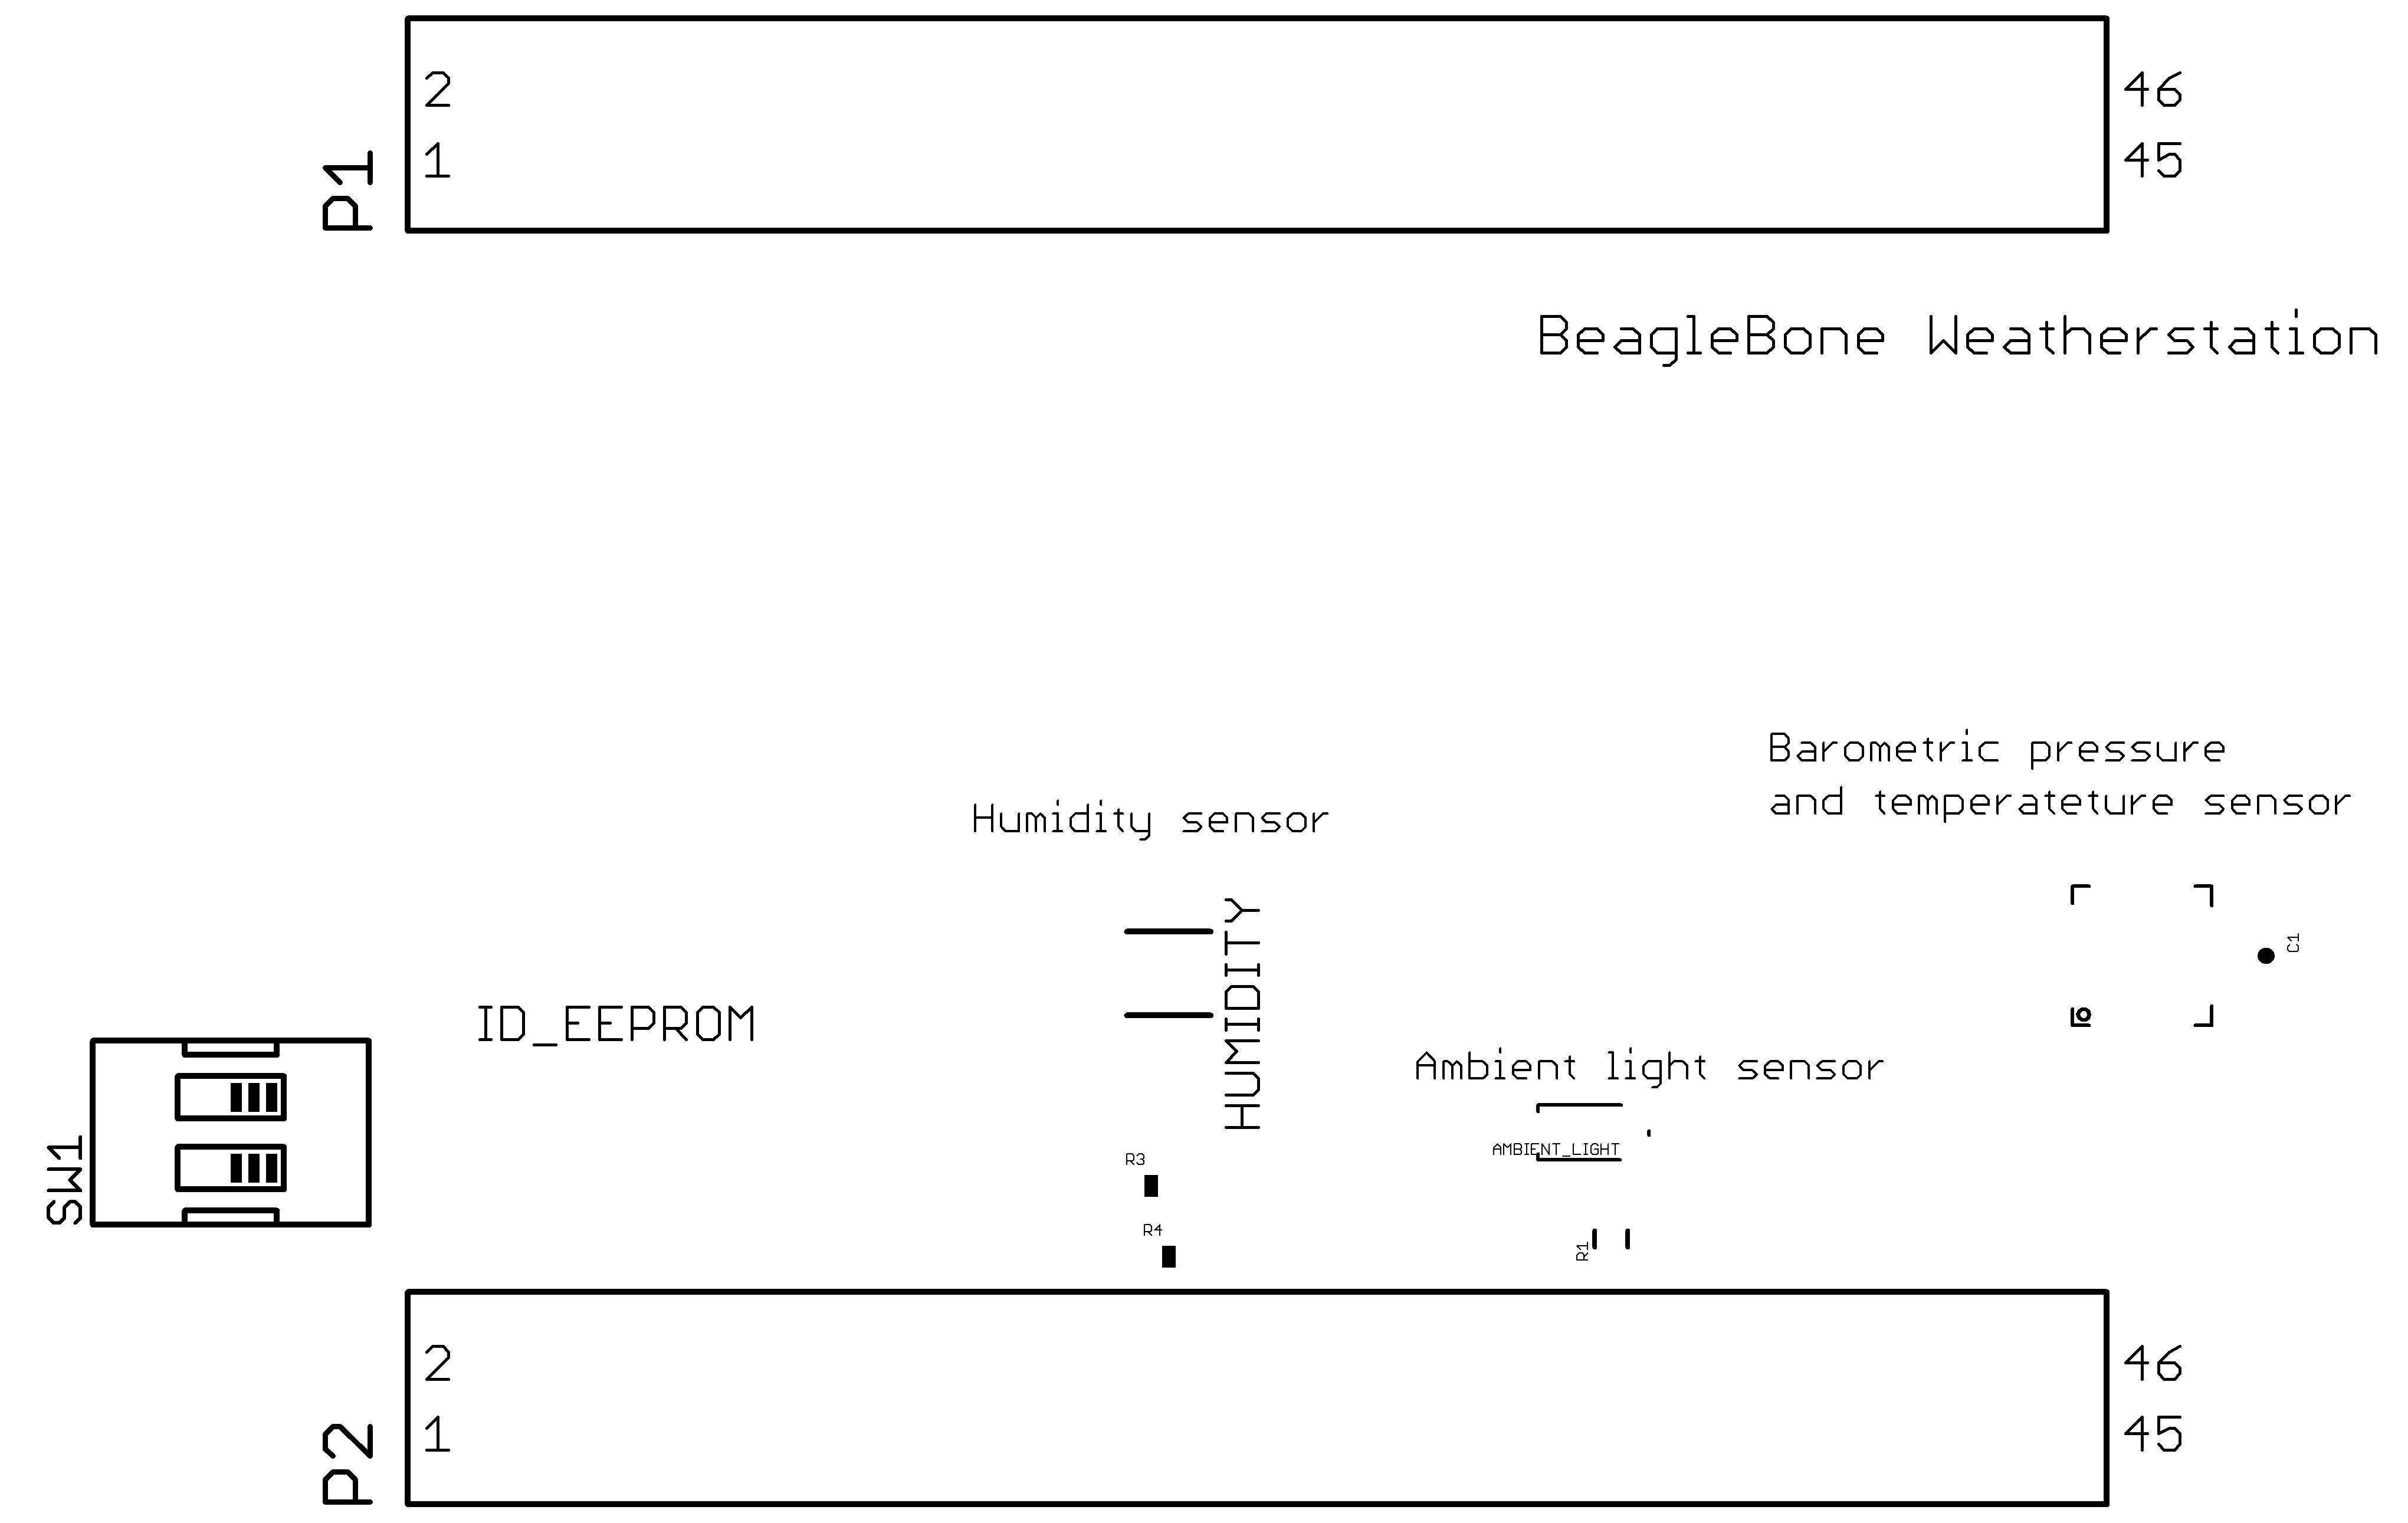 2
46
P1
1
45
BeagleBone Weatherstation
Barometric pressure
and temperateture sensor
Humidity sensor
HUMIDITY
C1
ID_EEPROM
Ambient light sensor
SW1
AMBIENT_LIGHT
R3
R4
R1
2
46
P2
1
45